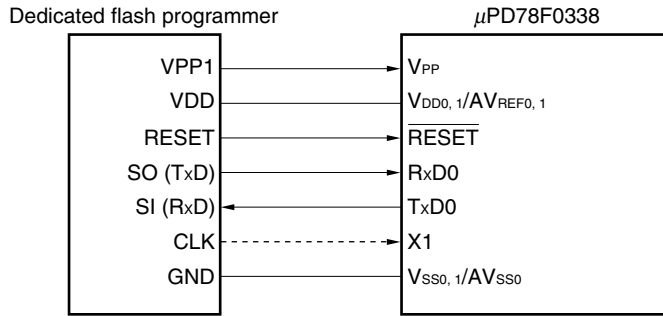 Dedicated flash programmer μPD78F0338
VPP1 VPP
VDD VDD0, 1/AVREF0, 1
RESET RESET
SO (TxD) RxD0
SI (RxD) TxD0
CLK X1
GND VSS0, 1/AVSS0